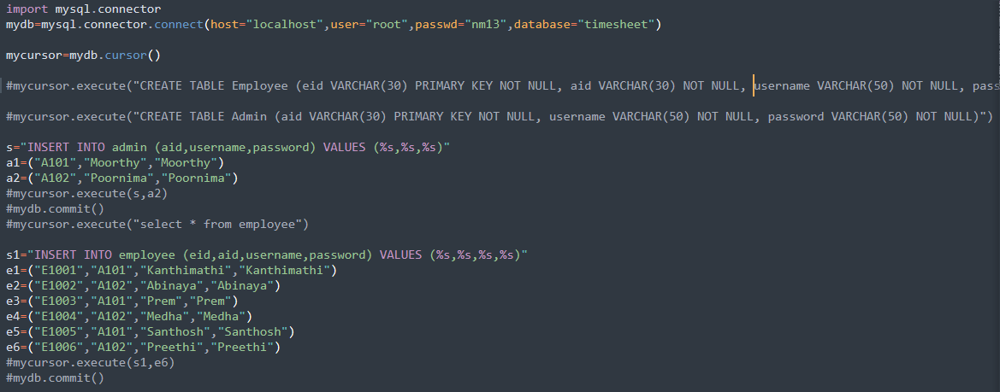 import mysql.connector
mydb=mysql.connector.connect(host="localhost",user="root",passwd="nm13",database="timesheet")
mycursor=mydb.cursor()
#mycursor.execute("CREATE TABLE Employee (eid VARCHAR(30) PRIMARY KEY NOT NULL, aid VARCHAR(30) NOT NULL, username VARCHAR(50) NOT NULL, pass
#mycursor.execute("CREATE TABLE Admin (aid VARCHAR(30) PRIMARY KEY NOT NULL, username VARCHAR(50) NOT NULL, password VARCHAR(50) NOT NULL)")
s="INSERT INTO admin (aid,username,password) VALUES (%s,%s,%s)"
a1=("A101","Moorthy","Moorthy")
a2=("A102","Poornima","Poornima")
#mycursor.execute(s,a2)
#mydb.commit()
#mycursor.execute("select * from employee")
s1="INSERT INTO employee (eid,aid,username,password) VALUES (%s,%s,%s,%s)"
e1=("E1001","A101","Kanthimathi","Kanthimathi")
e2=("E1002","A102","Abinaya","Abinaya")
e3=("E1003","A101","Prem","Prem")
e4=("E1004","A102","Medha","Medha")
e5=("E1005","A101","Santhosh","Santhosh")
e6=("E1006","A102","Preethi","Preethi")
#mycursor.execute(s1,e6)
#mydb.commit()